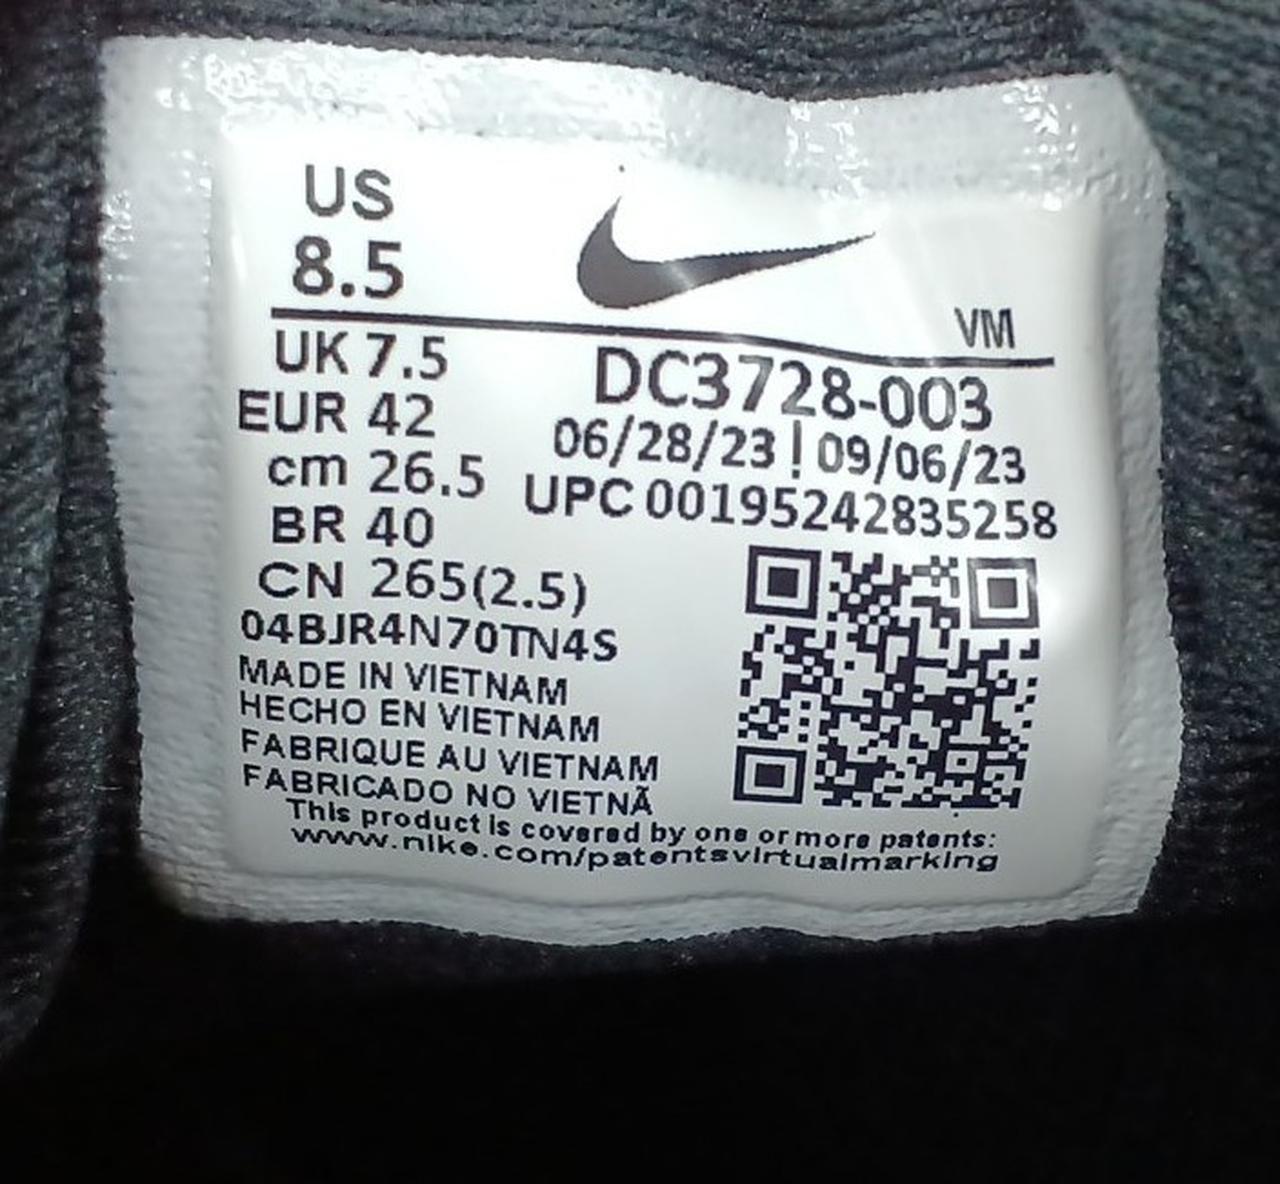 US
8.5
VM
UK 7.5
EUR 42
cm 26.5
BR 40
CN 265(2.5)
DC3728-003
06/28/23 | 09/06/23
UPC 00195242835258
04BJR4N70TN4S
MADE IN VIETNAM
HECHO EN VIETNAM
FABRIQUE AU VIETNAM
FABRICADO NO VIETNÃ
This product is covered by one or more patents:
www.nike.com/patentsvirtualmarking